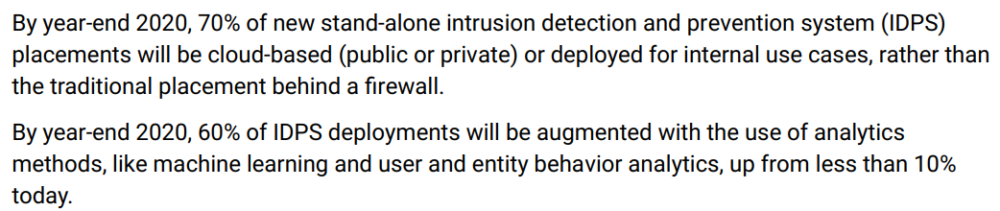 By year-end 2020, 70% of new stand-alone intrusion detection and prevention system (IDPS)
placements will be cloud-based (public or private) or deployed for internal use cases, rather than
the traditional placement behind a firewall.
By year-end 2020, 60% of IDPS deployments will be augmented with the use of analytics
methods, like machine learning and user and entity behavior analytics, up from less than 10%
today.